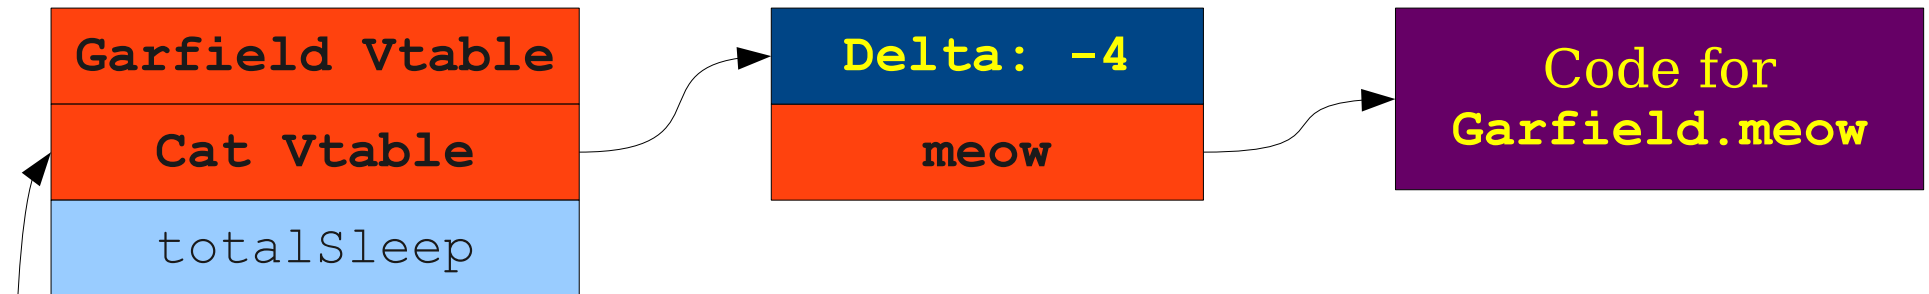 Garfield Vtable
Cat Vtable
totalSleep
Delta: -4
meow
Code for
Garfield.meow